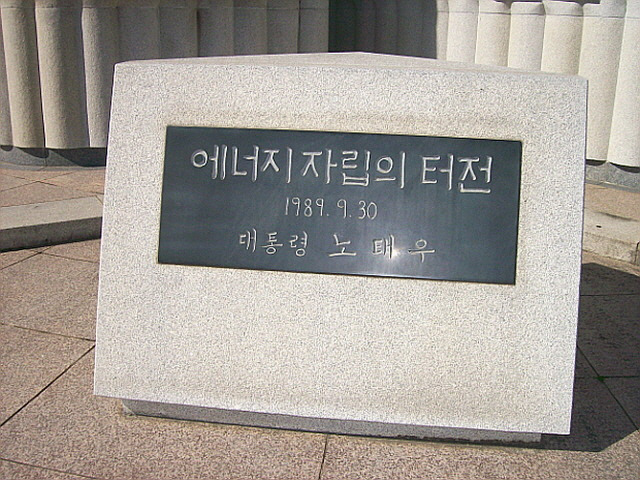 에너지 자립의 터전
1989. 9. 30
대통령 노태우